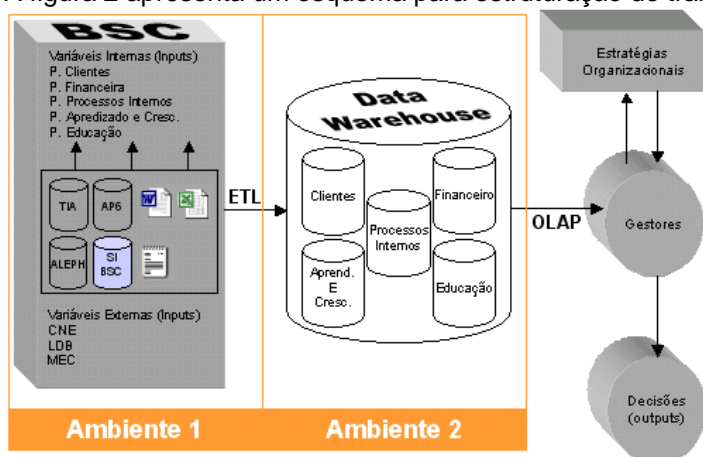 A figura 2 apresenta um esquema para estruturação do
BSC
Variáveis Internas (Inputs)
P. Clientes
P. Financeira
P. Processos Internos
P. Apredizado e Cresc.
P. Educação
TIA
AP6
ALEPH
SI
BSC
Variáveis Externas (Inputs)
CNE
LDB
MEC
Ambiente 1
ETL
Data
Warehouse
Clientes
Financeiro
Processos
Internos
Aprend.
E
Cresc.
Educação
Ambiente 2
OLAP
Estratégias
Organizacionais
Gestores
Decisões
(outputs)